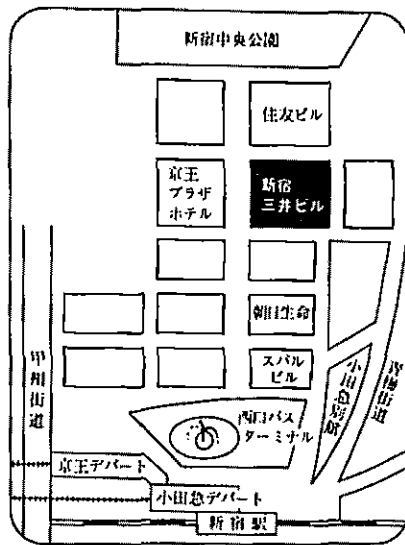 新宿中央公園
住友ビル
京王
プラザ
ホテル
新宿
三井ビル
朝日生命
スバル
ビル
甲州街道
小田急別館
青梅街道
西口バス
ターミナル
京王デパート
小田急デパート
新宿駅